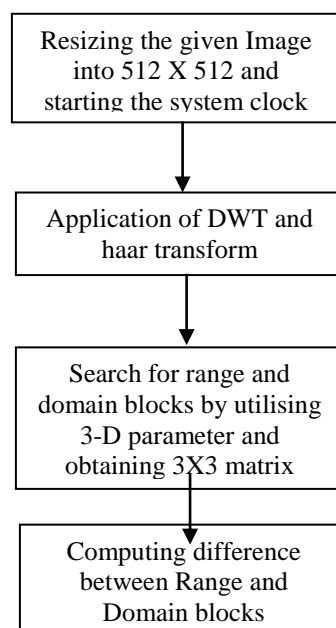 Resizing the given Image
into 512 X 512 and
starting the system clock
Application of DWT and
haar transform
Search for range and
domain blocks by utilising
3-D parameter and
obtaining 3X3 matrix
Computing difference
between Range and
Domain blocks